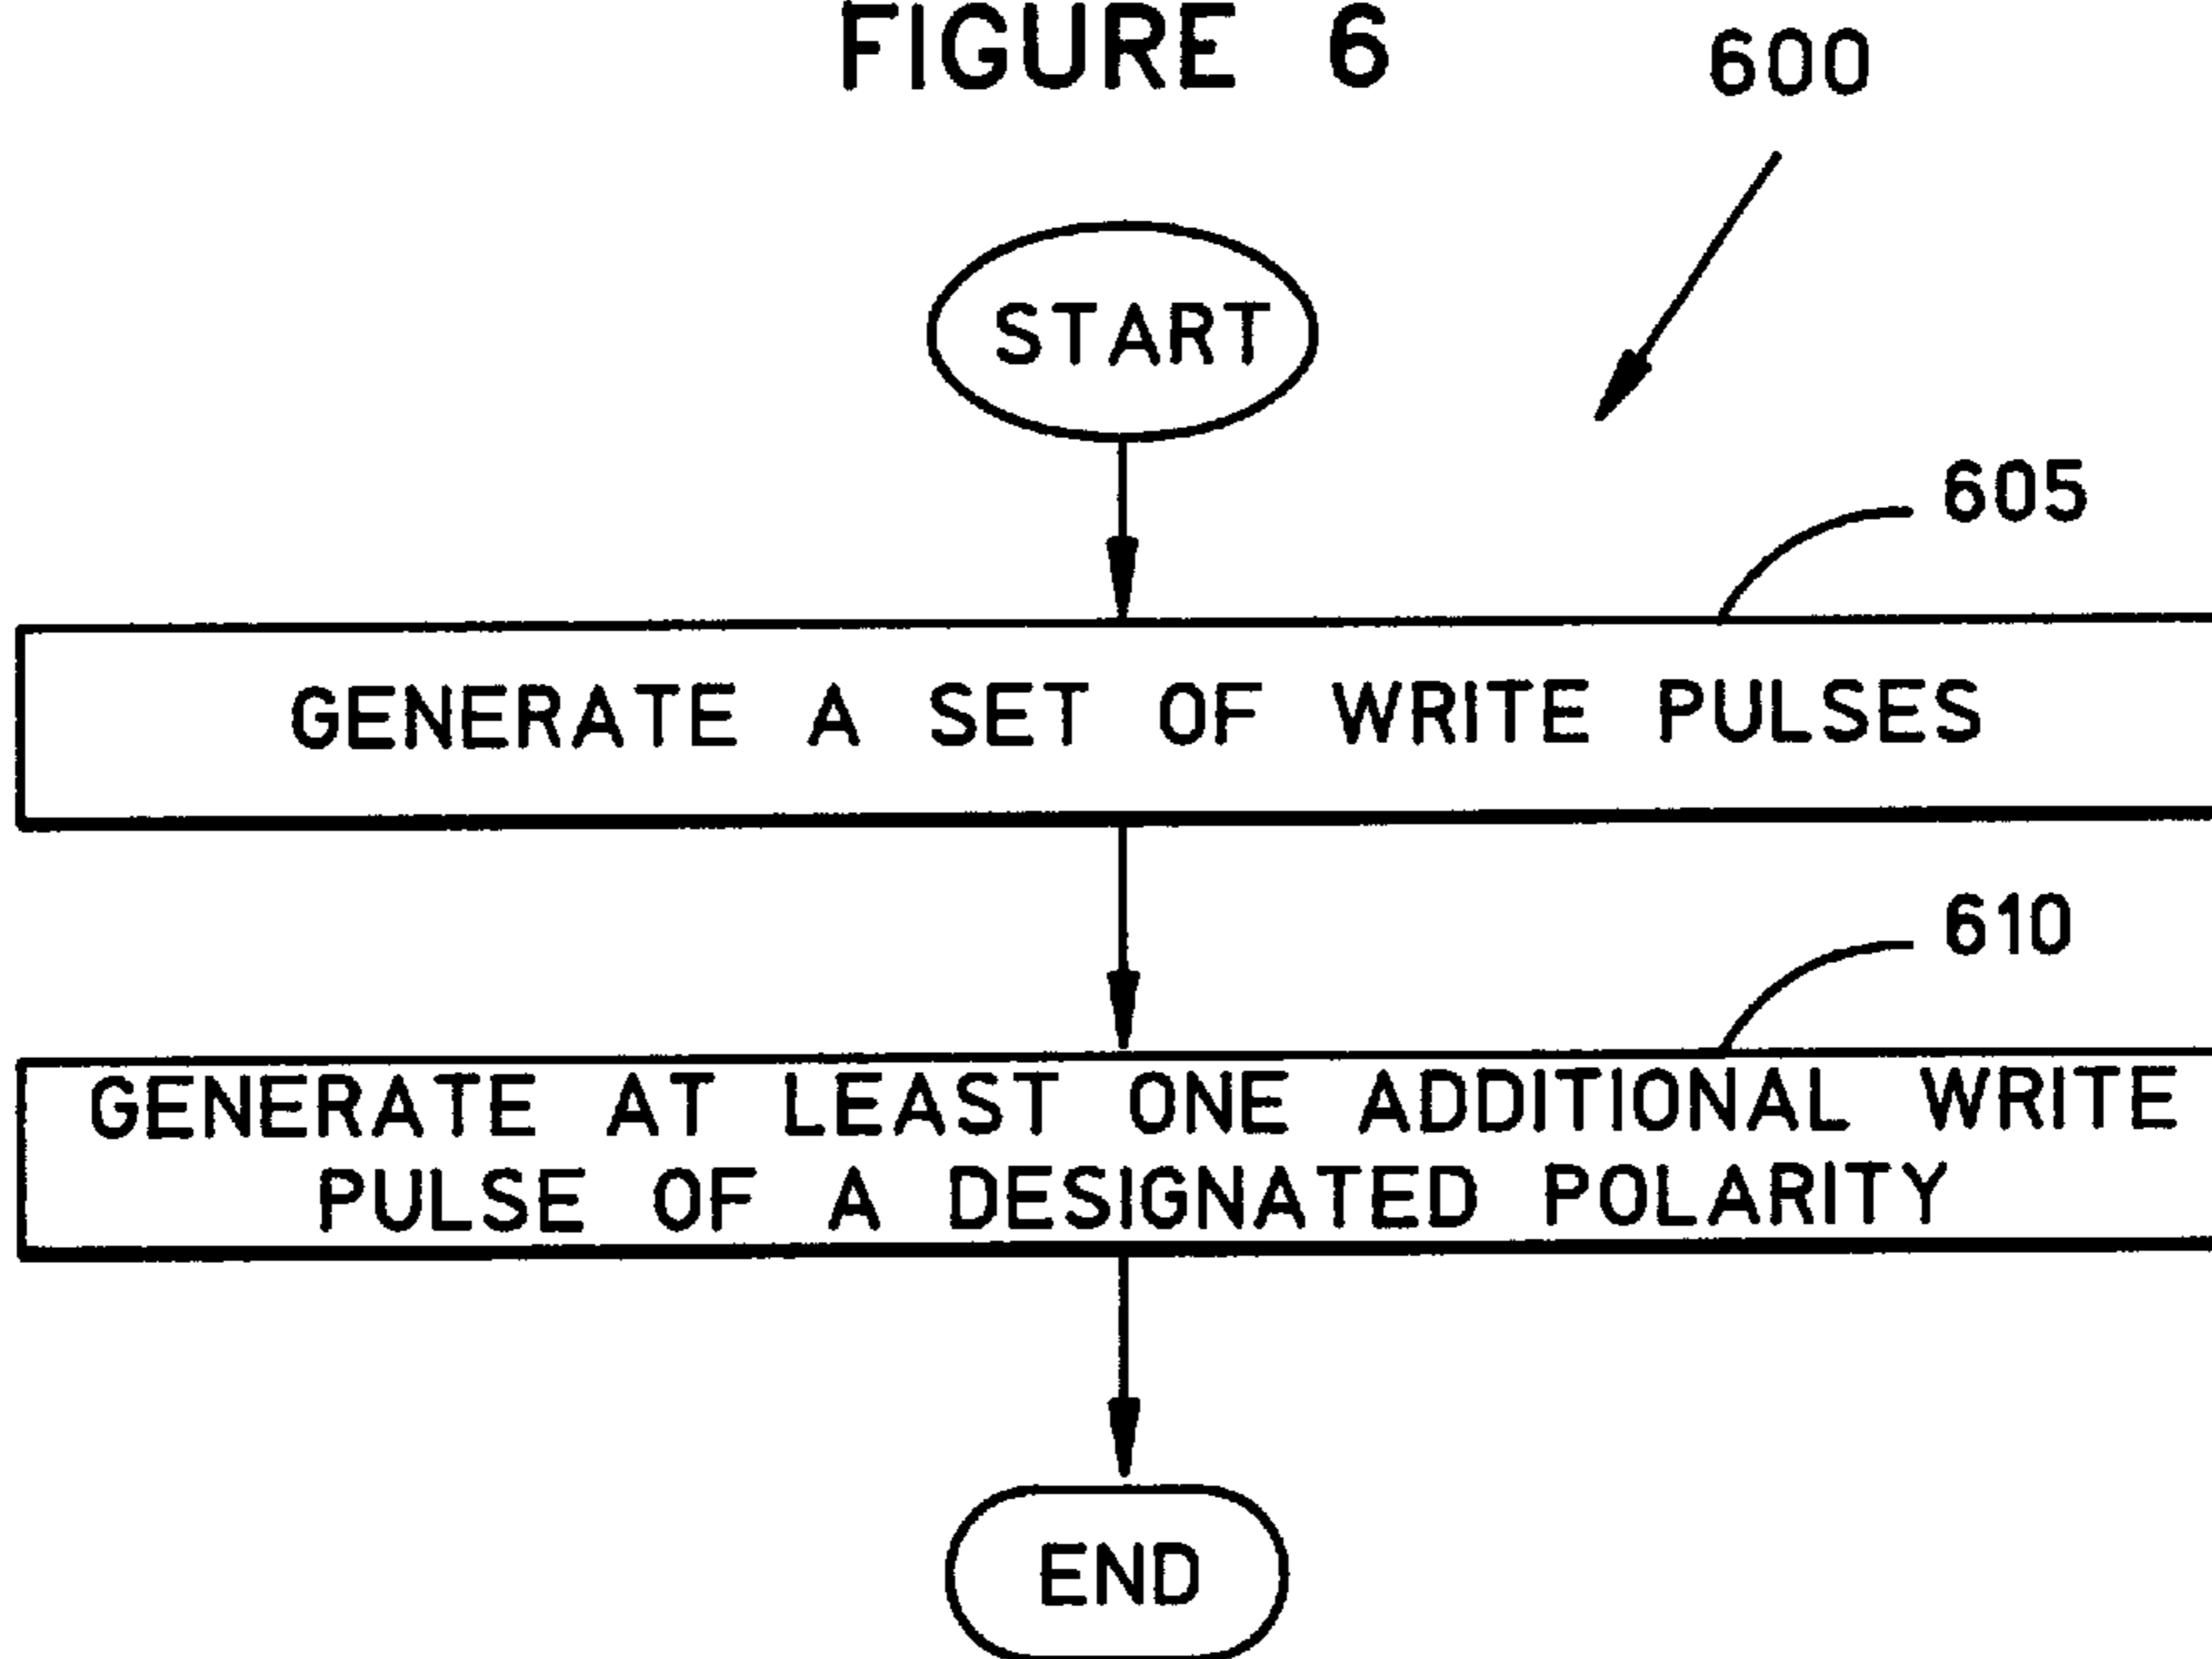 FIGURE 6
600
START
605
GENERATE A SET OF WRITE PULSES
610
GENERATE AT LEAST ONE ADDITIONAL WRITE
PULSE OF A DESIGNATED POLARITY
END